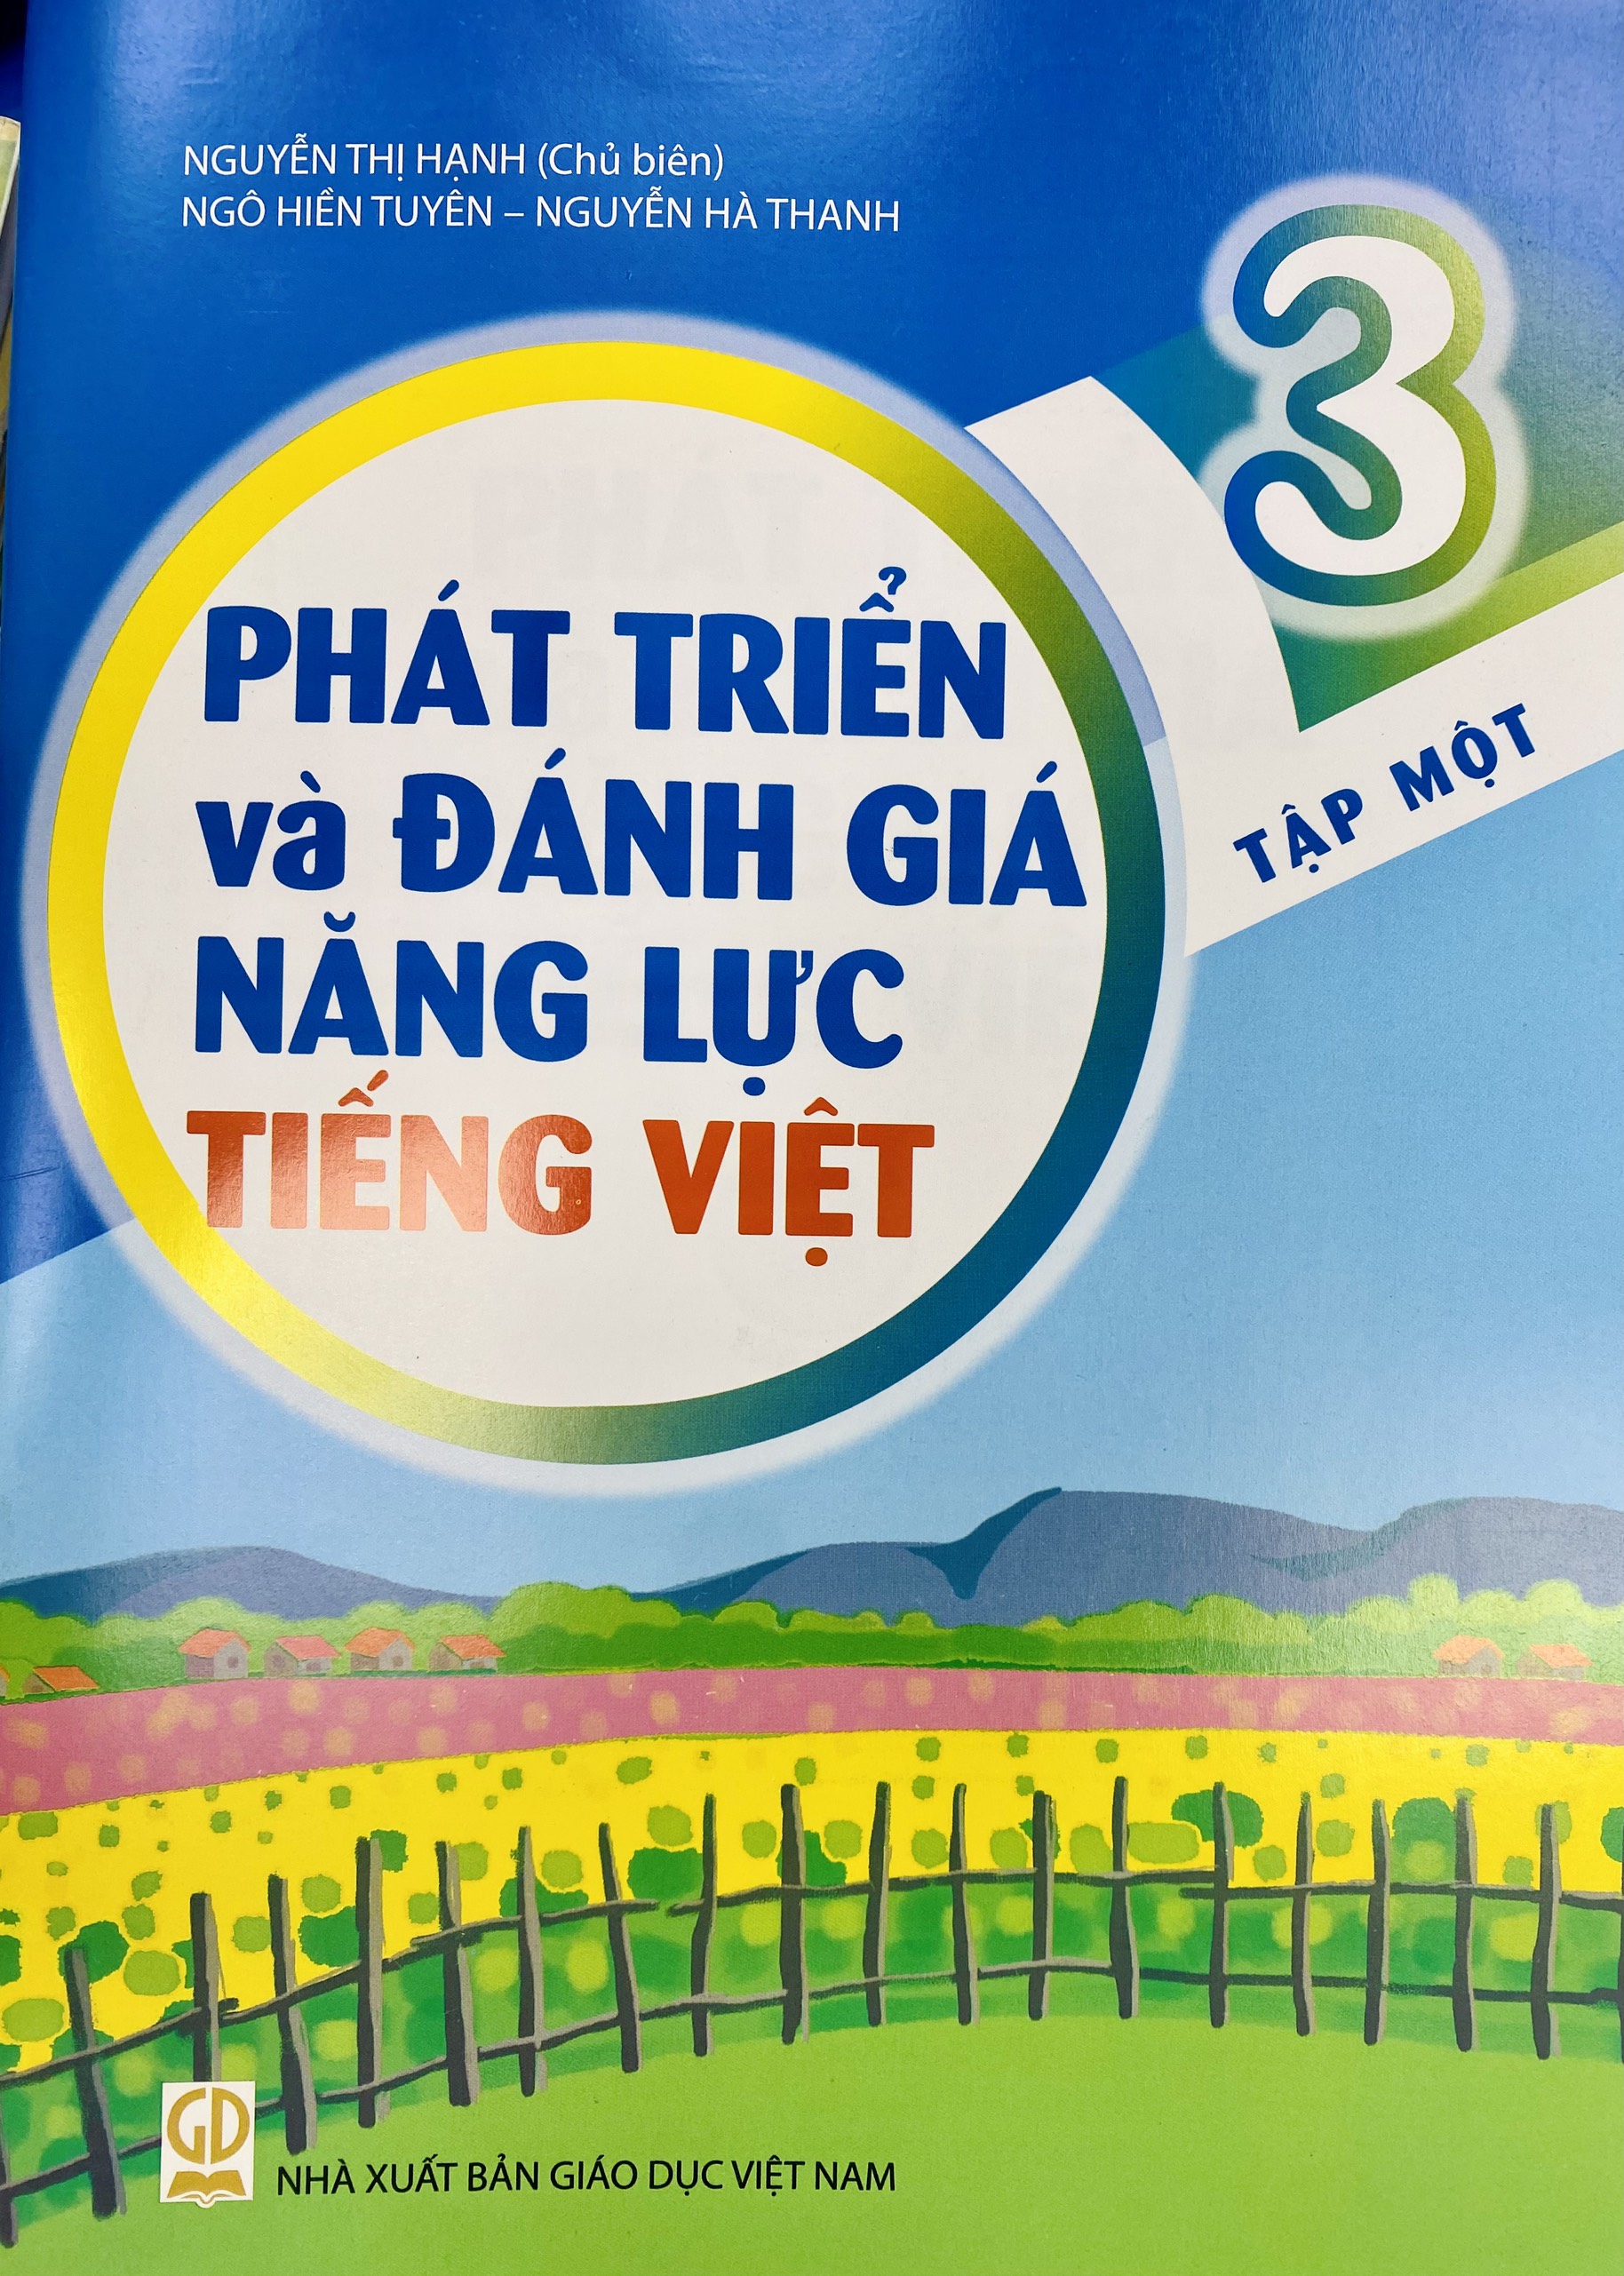 NGUYỄN THỊ HẠNH (Chủ biên)
NGÔ HIỀN TUYÊN – NGUYỄN HÀ THANH
3
PHÁT TRIỂN
và ĐÁNH GIÁ
NĂNG LỰC
TIẾNG VIỆT
TẬP MỘT
GD
NHÀ XUẤT BẢN GIÁO DỤC VIỆT NAM